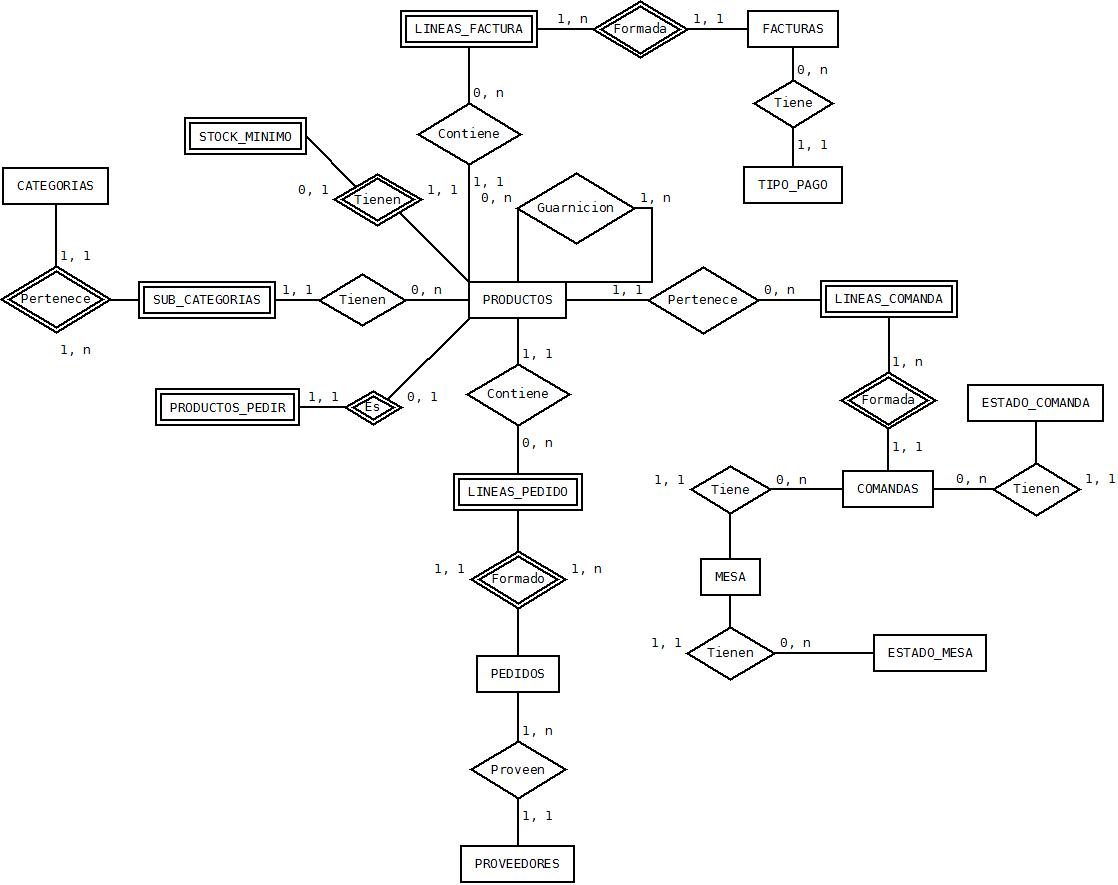 LINEAS_FACTURA
1, n
Formada
1, 1
FACTURAS
0, n
Tiene
1, 1
TIPO_PAGO
0, n
Contiene
1, 1
STOCK_MINIMO
0, 1
Tienen
1, 1
0, n
Guarnicion
1, n
CATEGORIAS
1, 1
Pertenece
1, n
SUB_CATEGORIAS
1, 1
Tienen
0, n
PRODUCTOS
1, 1
Pertenece
0, n
LINEAS_COMANDA
1, n
Formada
1, 1
PRODUCTOS_PEDIR
1, 1
Es
0, 1
1, 1
Contiene
0, n
LINEAS_PEDIDO
1, 1
Formado
1, n
PEDIDOS
1, n
Proveen
1, 1
PROVEEDORES
ESTADO_COMANDA
1, 1
Tiene
0, n
COMANDAS
0, n
Tienen
1, 1
MESA
1, 1
Tienen
0, n
ESTADO_MESA